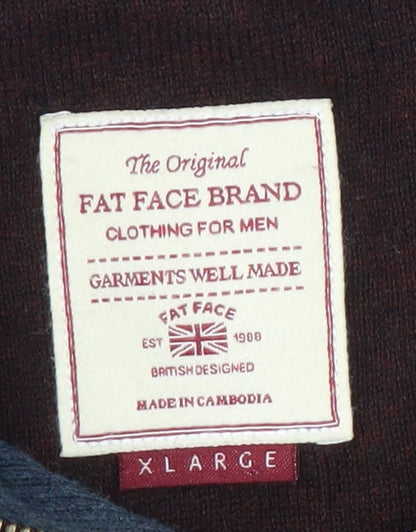 The Original
FAT FACE BRAND
CLOTHING FOR MEN
GARMENTS WELL MADE
FAT FACE
EST 1988
BRITISH DESIGNED
MADE IN CAMBODIA
X LARGE